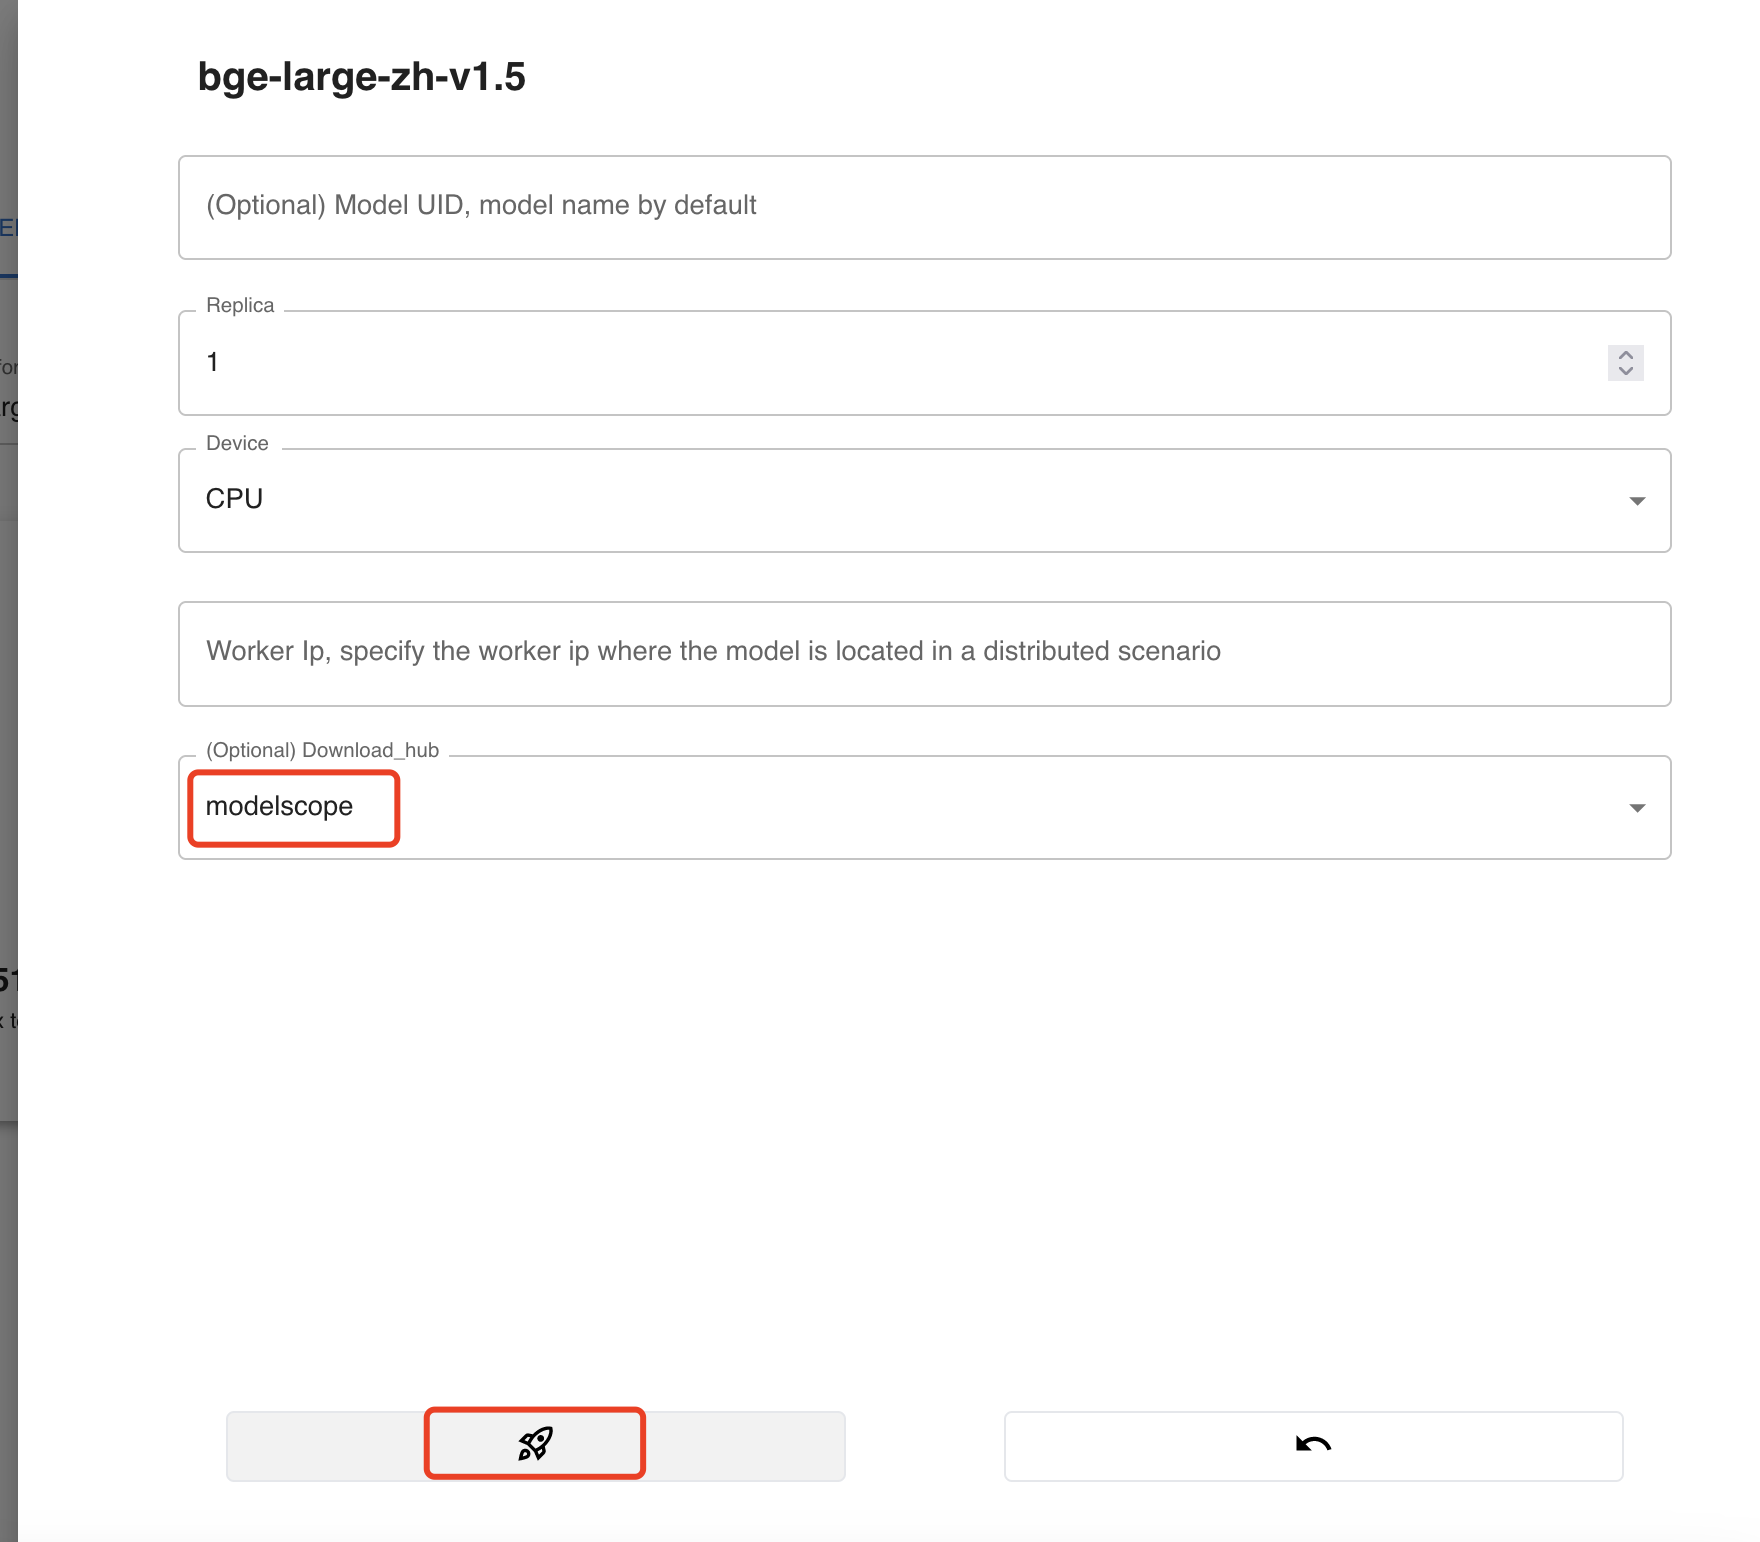 bge-large-zh-v1.5
(Optional) Model UID, model name by default
Replica
1
Device
CPU
Worker Ip, specify the worker ip where the model is located in a distributed scenario
(Optional) Download_hub
modelscope